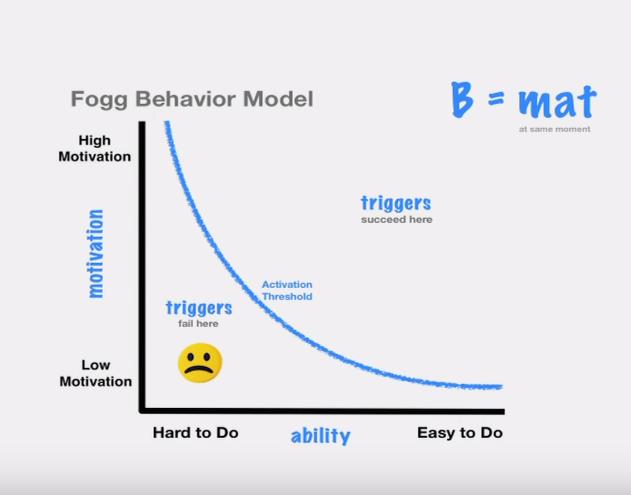 Fogg Behavior Model
B = mat
at same moment
High
Motivation
motivation
triggers
succeed here
Activation
Threshold
triggers
fail here
Low
Motivation
Hard to Do
ability
Easy to Do